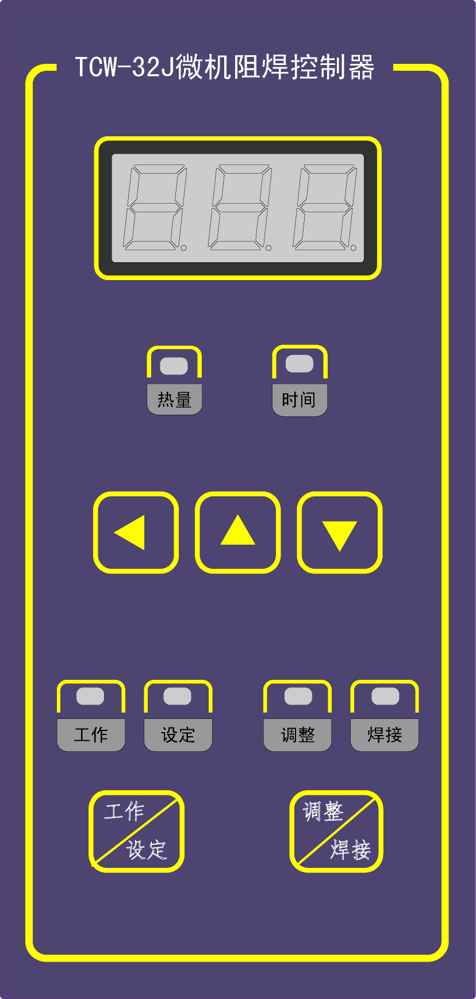 TCW-32J微机阻焊控制器
热量 时间
工作 设定 调整 焊接
工作 调整
设定 焊接